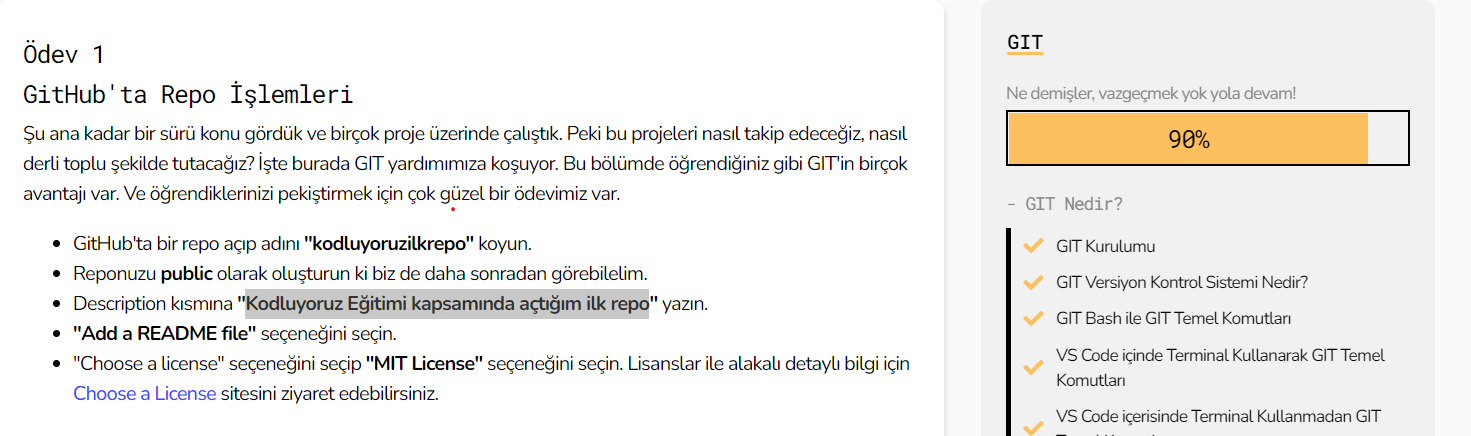 Ödev 1
GitHub'ta Repo İşlemleri
Şu ana kadar bir sürü konu gördük ve birçok proje üzerinde çalıştık. Peki bu projeleri nasıl takip edeceğiz, nasıl
derli toplu şekilde tutacağız? İşte burada GIT yardımımıza koşuyor. Bu bölümde öğrendiğiniz gibi GIT'in birçok
avantajı var. Ve öğrendiklerinizi pekiştirmek için çok güzel bir ödevimiz var.
GitHub'ta bir repo açıp adını "kodluyoruzilkrepo" koyun.
Reponuzu public olarak oluşturun ki biz de daha sonradan görebilelim.
Description kısmına "Kodluyoruz Eğitimi kapsamında açtığım ilk repo" yazın.
"Add a README file" seçeneğini seçin.
"Choose a license" seçeneğini seçip "MIT License" seçeneğini seçin. Lisanslar ile alakalı detaylı bilgi için
Choose a License sitesini ziyaret edebilirsiniz.
GIT
Ne demişler, vazgeçmek yok yola devam!
90%
- GIT Nedir?
GIT Kurulumu
GIT Versiyon Kontrol Sistemi Nedir?
GIT Bash ile GIT Temel Komutları
VS Code içinde Terminal Kullanarak GIT Temel
Komutları
VS Code içerisinde Terminal Kullanmadan GIT